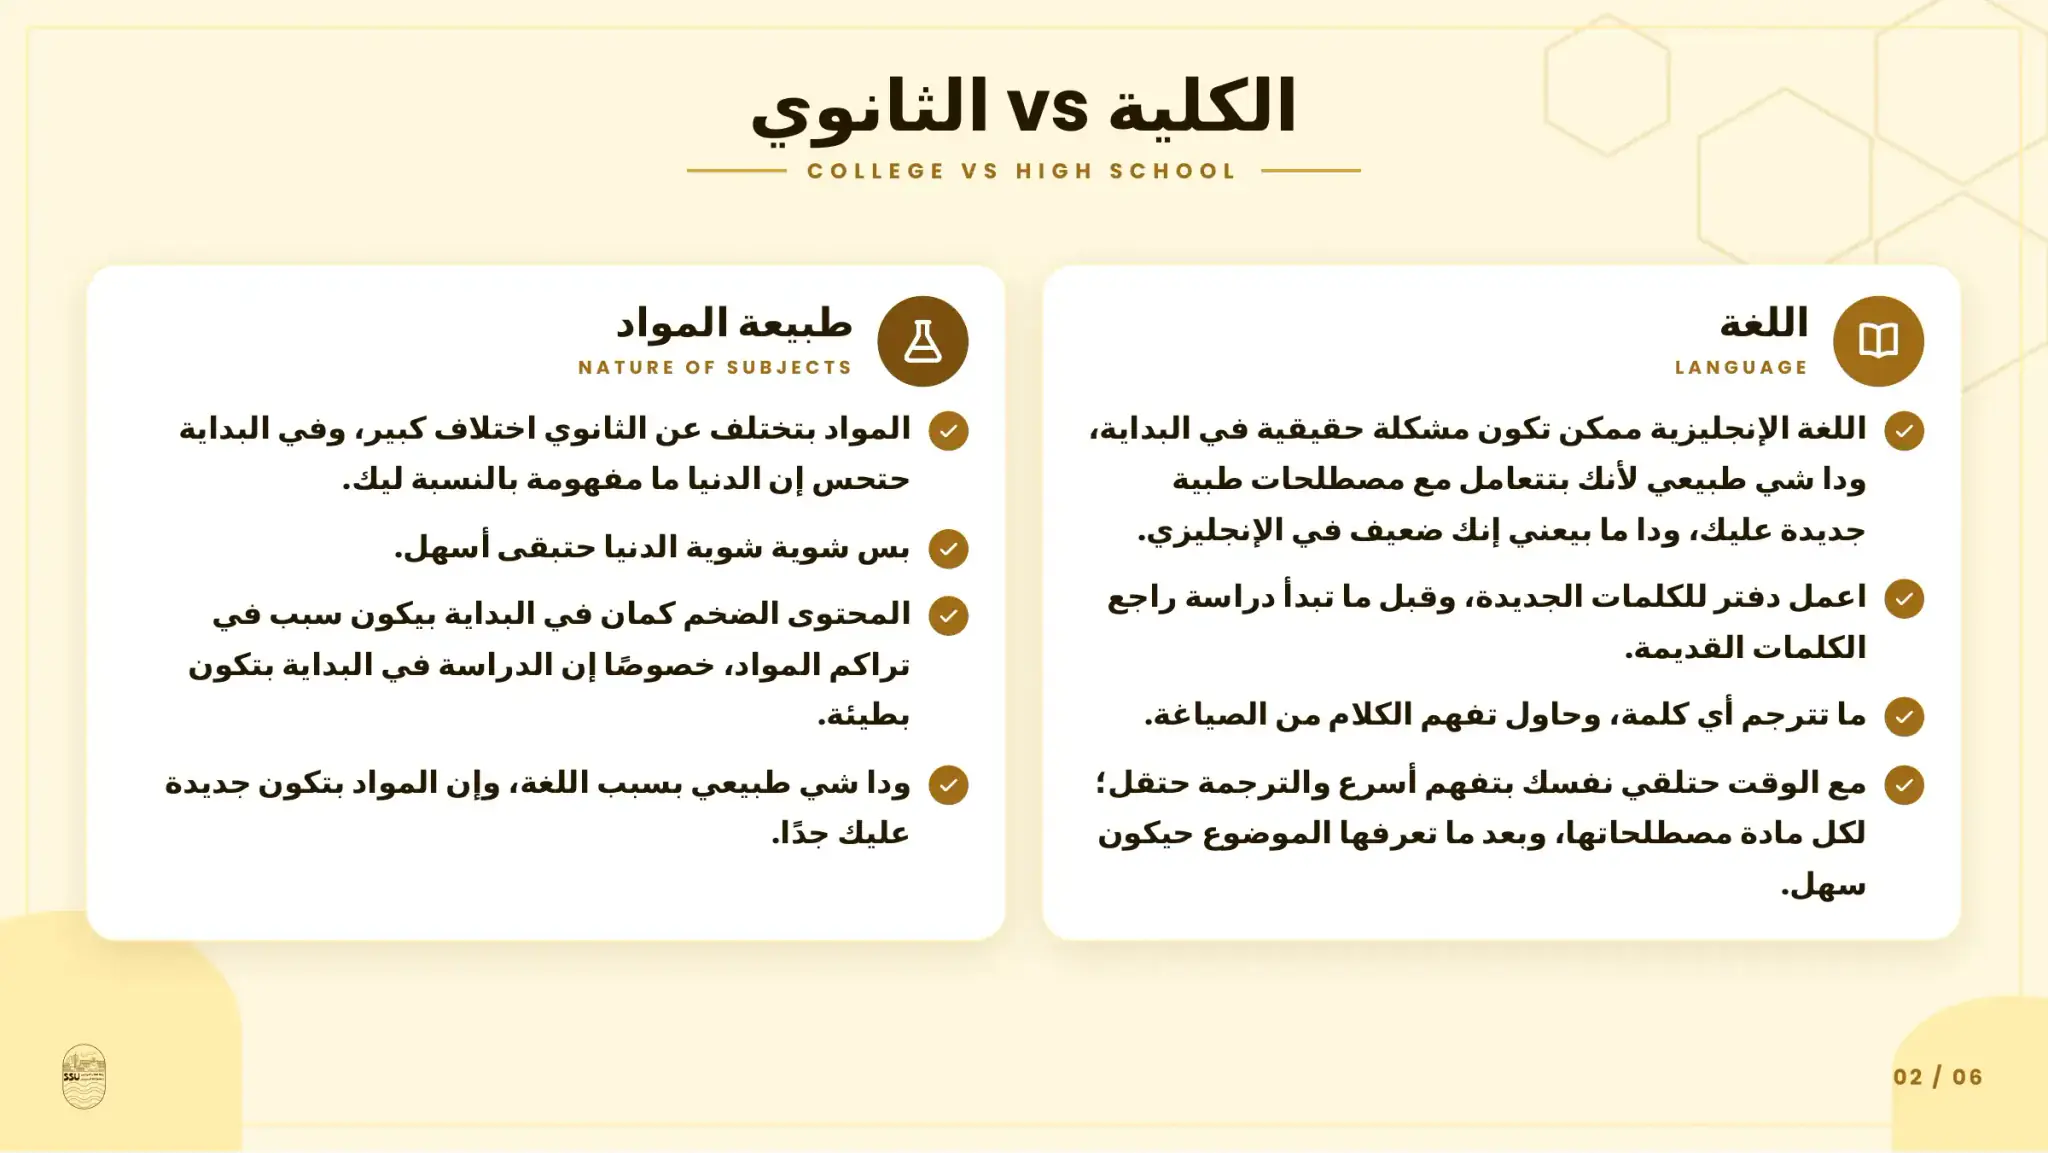 الكلية vs الثانوي
COLLEGE VS HIGH SCHOOL
اللغة
LANGUAGE
اللغة الإنجليزية ممكن تكون مشكلة حقيقية في البداية،
ودا شي طبيعي لأنك بتتعامل مع مصطلحات طبية
جديدة عليك، ودا ما بيعني إنك ضعيف في الإنجليزي.
اعمل دفتر للكلمات الجديدة، وقبل ما تبدأ دراسة راجع
الكلمات القديمة.
ما تترجم أي كلمة، وحاول تفهم الكلام من الصياغة.
مع الوقت حتلقي نفسك بتفهم أسرع والترجمة حتقل؛
لكل مادة مصطلحاتها، وبعد ما تعرفها الموضوع حيكون
سهل.
طبيعة المواد
NATURE OF SUBJECTS
المواد بتختلف عن الثانوي اختلاف كبير، وفي البداية
حتحس إن الدنيا ما مفهومة بالنسبة ليك.
بس شوية شوية الدنيا حتبقى أسهل.
المحتوى الضخم كمان في البداية بيكون سبب في
تراكم المواد، خصوصًا إن الدراسة في البداية بتكون
بطيئة.
ودا شي طبيعي بسبب اللغة، وإن المواد بتكون جديدة
عليك جدًا.
SSU
02 / 06